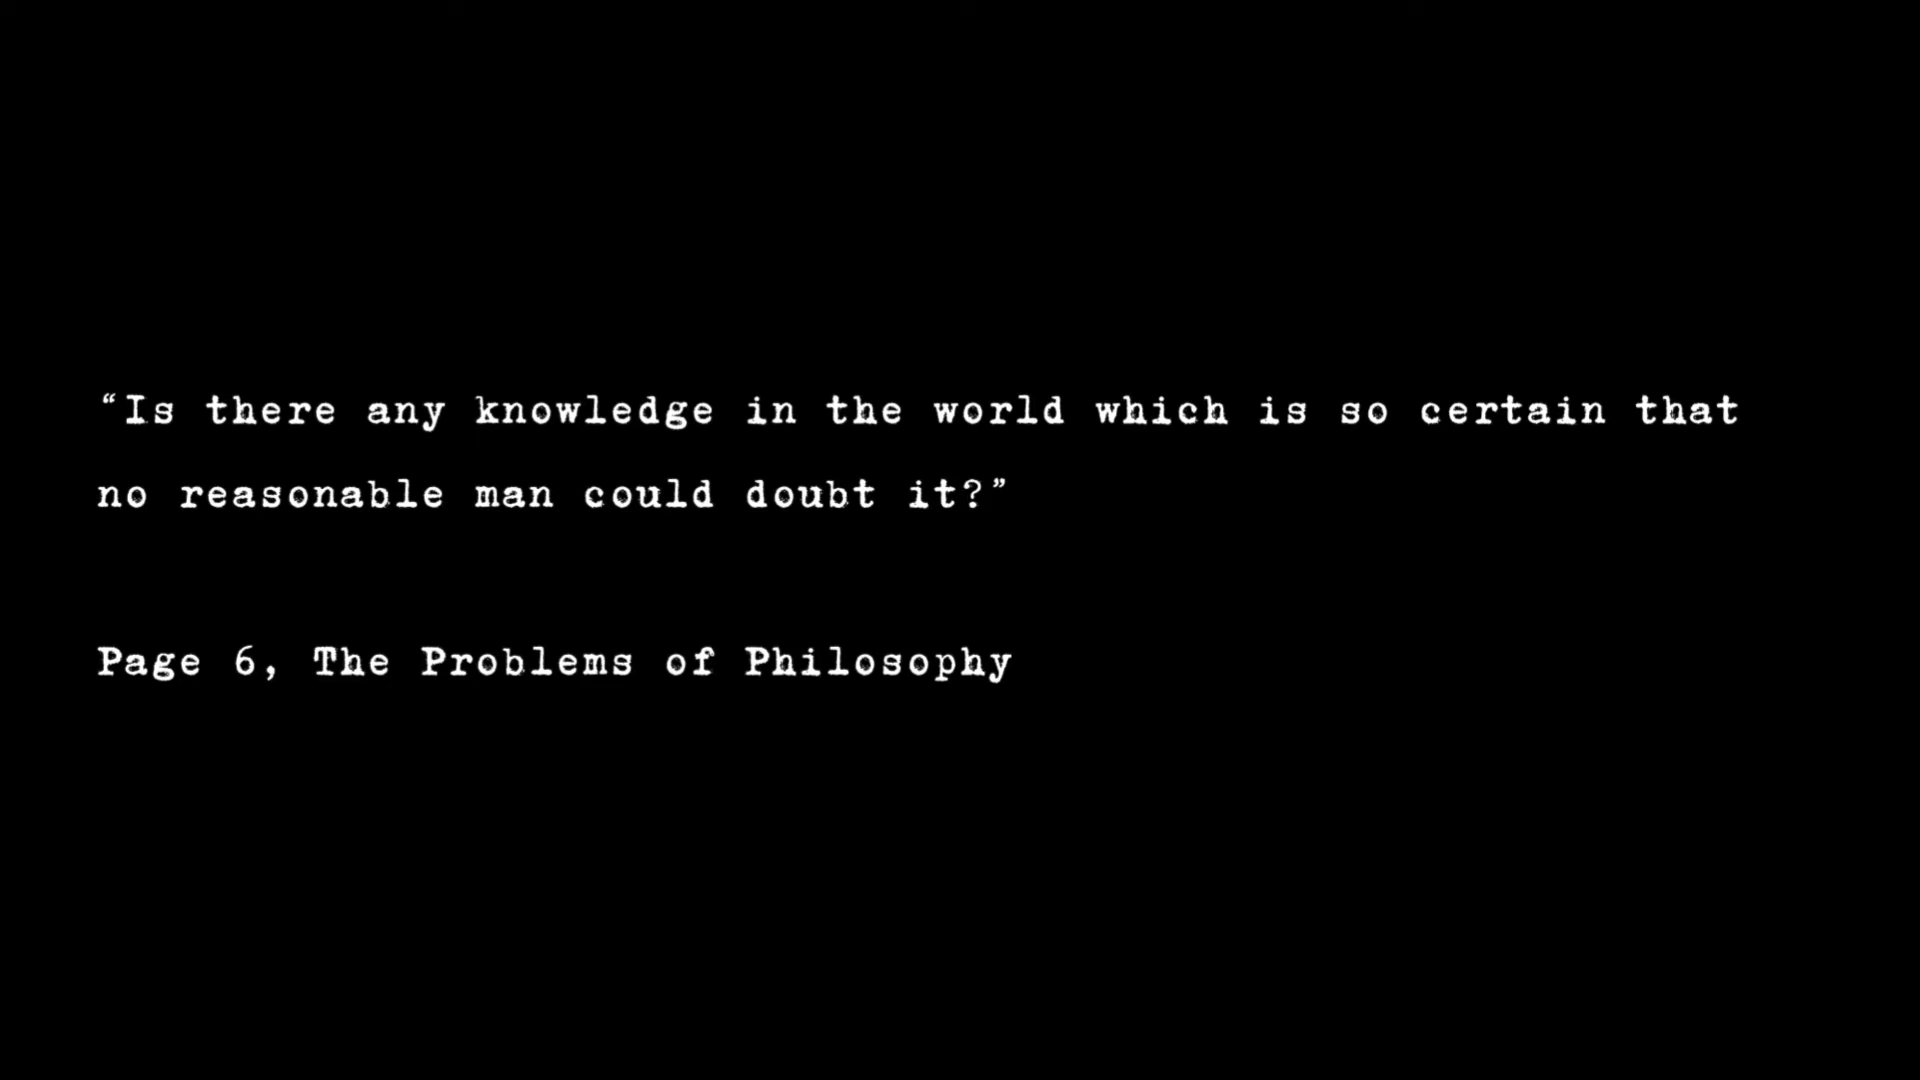 “Is there any knowledge in the world which is so certain that
no reasonable man could doubt it?”
Page 6, The Problems of Philosophy